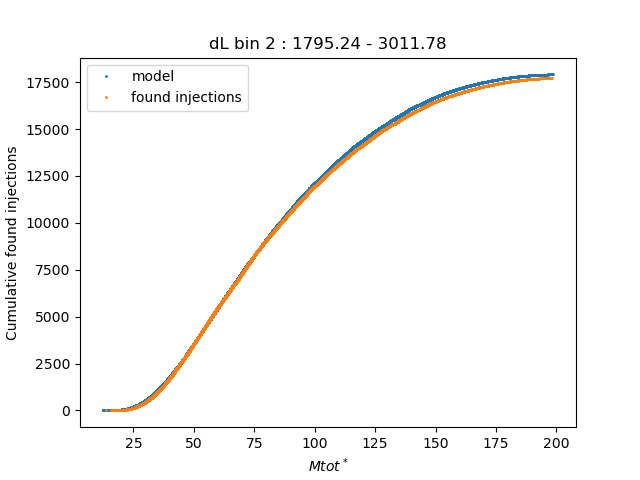 dL bin 2 : 1795.24 - 3011.78
model
found injections
Cumulative found injections
17500
15000
12500
10000
7500
5000
2500
0
25 50 75 100 125 150 175 200
Mtot*